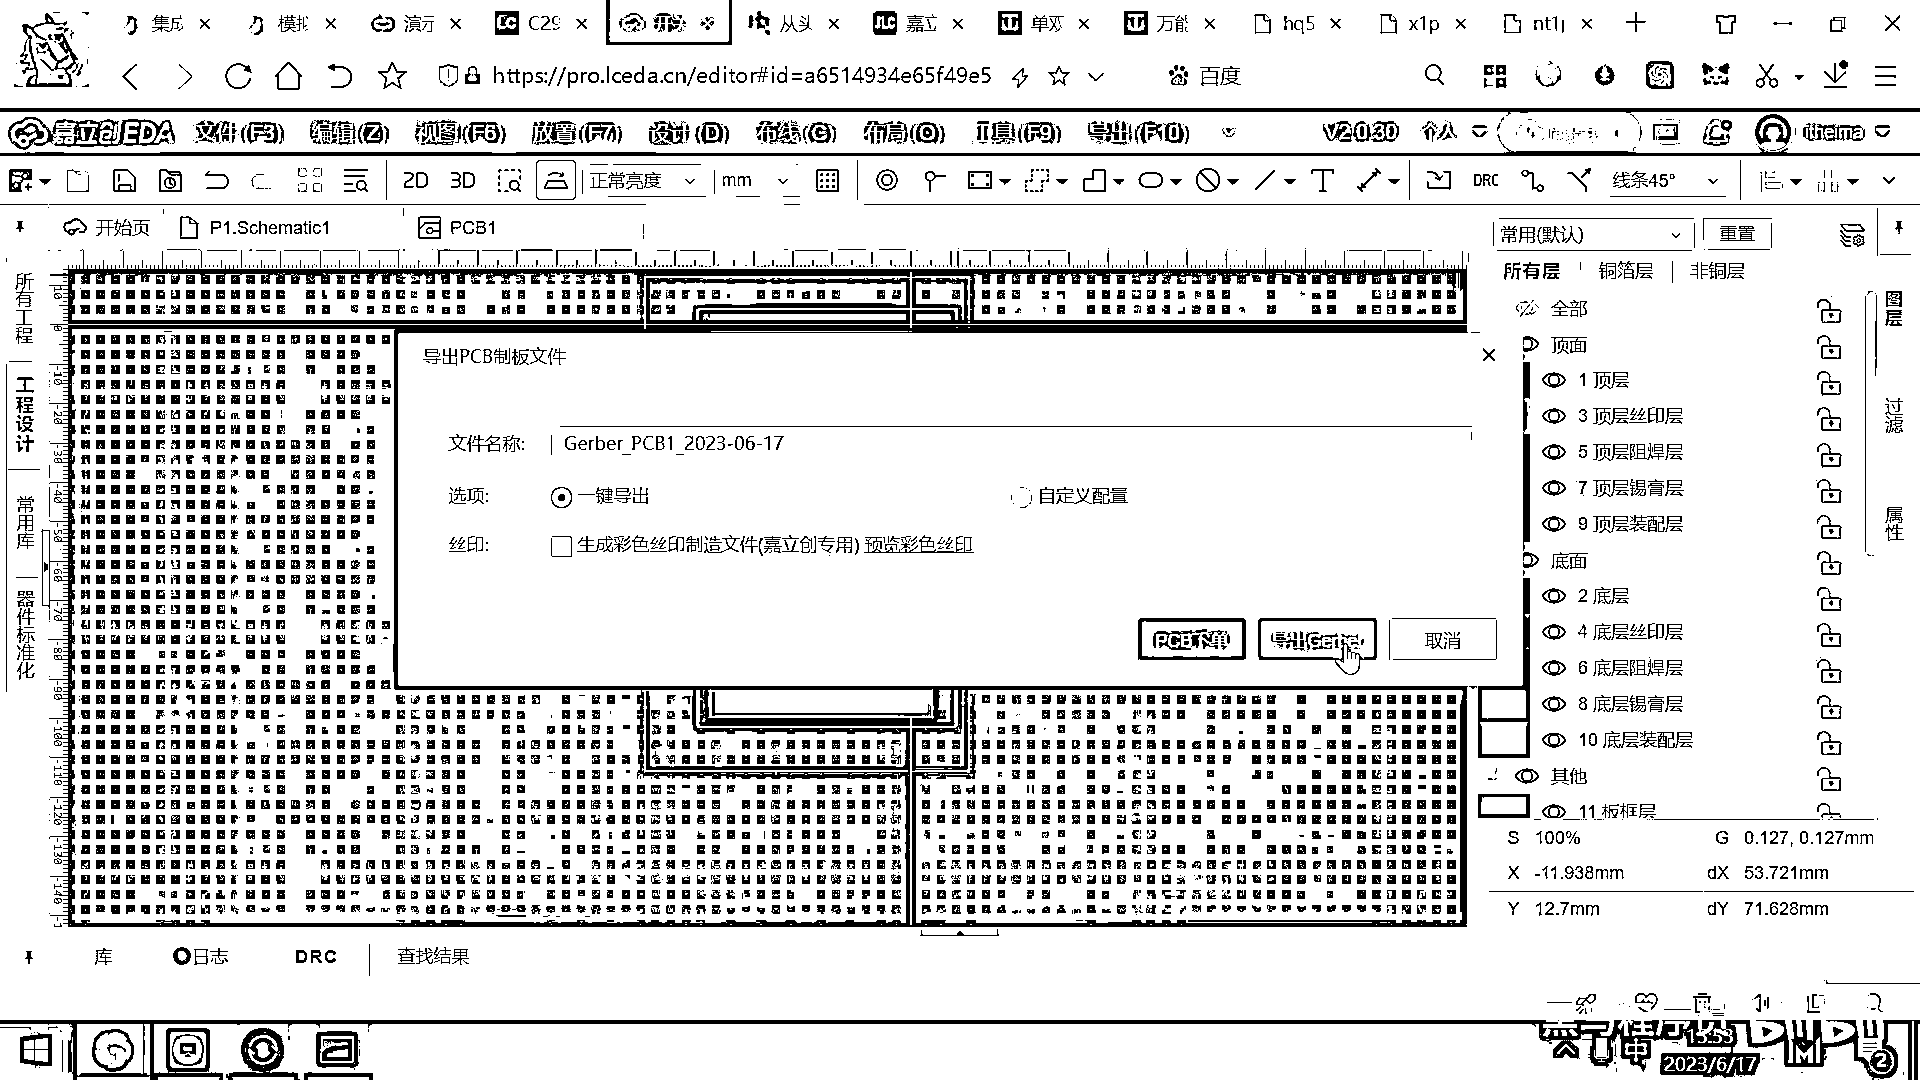 集成
模拟
演示
C29
开始
从头
嘉立
单双
万能
hq5
x1p
nt1j
https://pro.lceda.cn/editor#id=a6514934e65f49e5
百度
嘉立创EDA
文件(F3)
编辑(Z)
视图(F6)
放置(F7)
设计(D)
布线(G)
布局(O)
工具(F9)
导出(F10)
V2.0.30
个人
itheima
2D
3D
正常亮度
mm
DRC
线条45°
开始页
P1.Schematic1
PCB1
常用(默认)
重置
所有层
铜箔层
非铜层
所有工程
工程设计
常用库
器件标准化
导出PCB制板文件
文件名称:
Gerber_PCB1_2023-06-17
选项:
一键导出
自定义配置
丝印:
生成彩色丝印制造文件(嘉立创专用) 预览彩色丝印
PCB下单
导出Gerber
取消
全部
顶面
1 顶层
3 顶层丝印层
5 顶层阻焊层
7 顶层锡膏层
9 顶层装配层
底面
2 底层
4 底层丝印层
6 底层阻焊层
8 底层锡膏层
10 底层装配层
其他
11 板框层
图层
过滤
属性
S 100%
G 0.127, 0.127mm
X -11.938mm
dX 53.721mm
Y 12.7mm
dY 71.628mm
库
日志
DRC
查找结果
中
15:53
2023/6/17
2